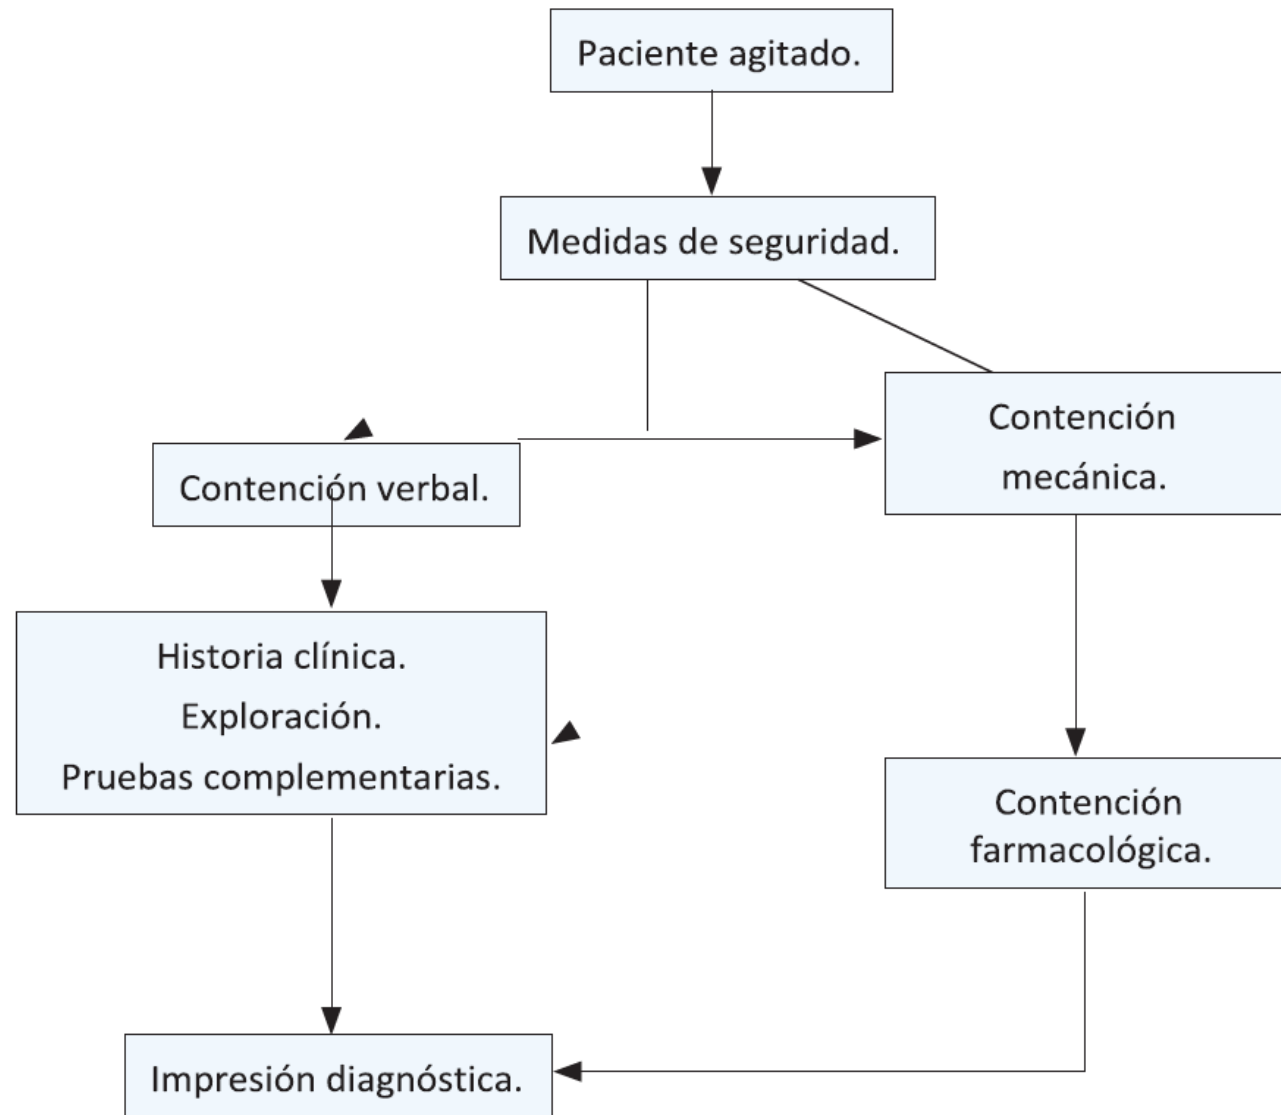 Paciente agitado.
Medidas de seguridad.
Contención
mecánica.
Contención verbal.
Historia clínica.
Exploración.
Pruebas complementarias.
Contención
farmacológica.
Impresión diagnóstica.